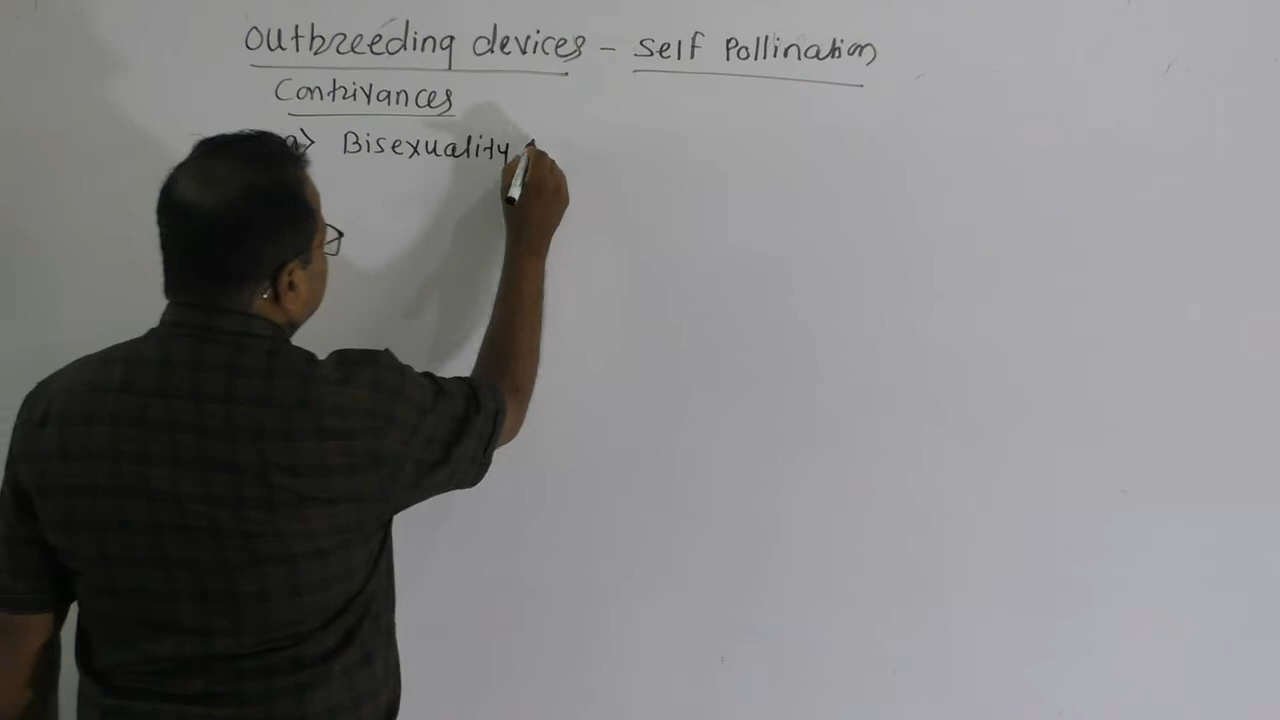 Outbreeding devices - Self Pollination
Contrivances
a> Bisexuality